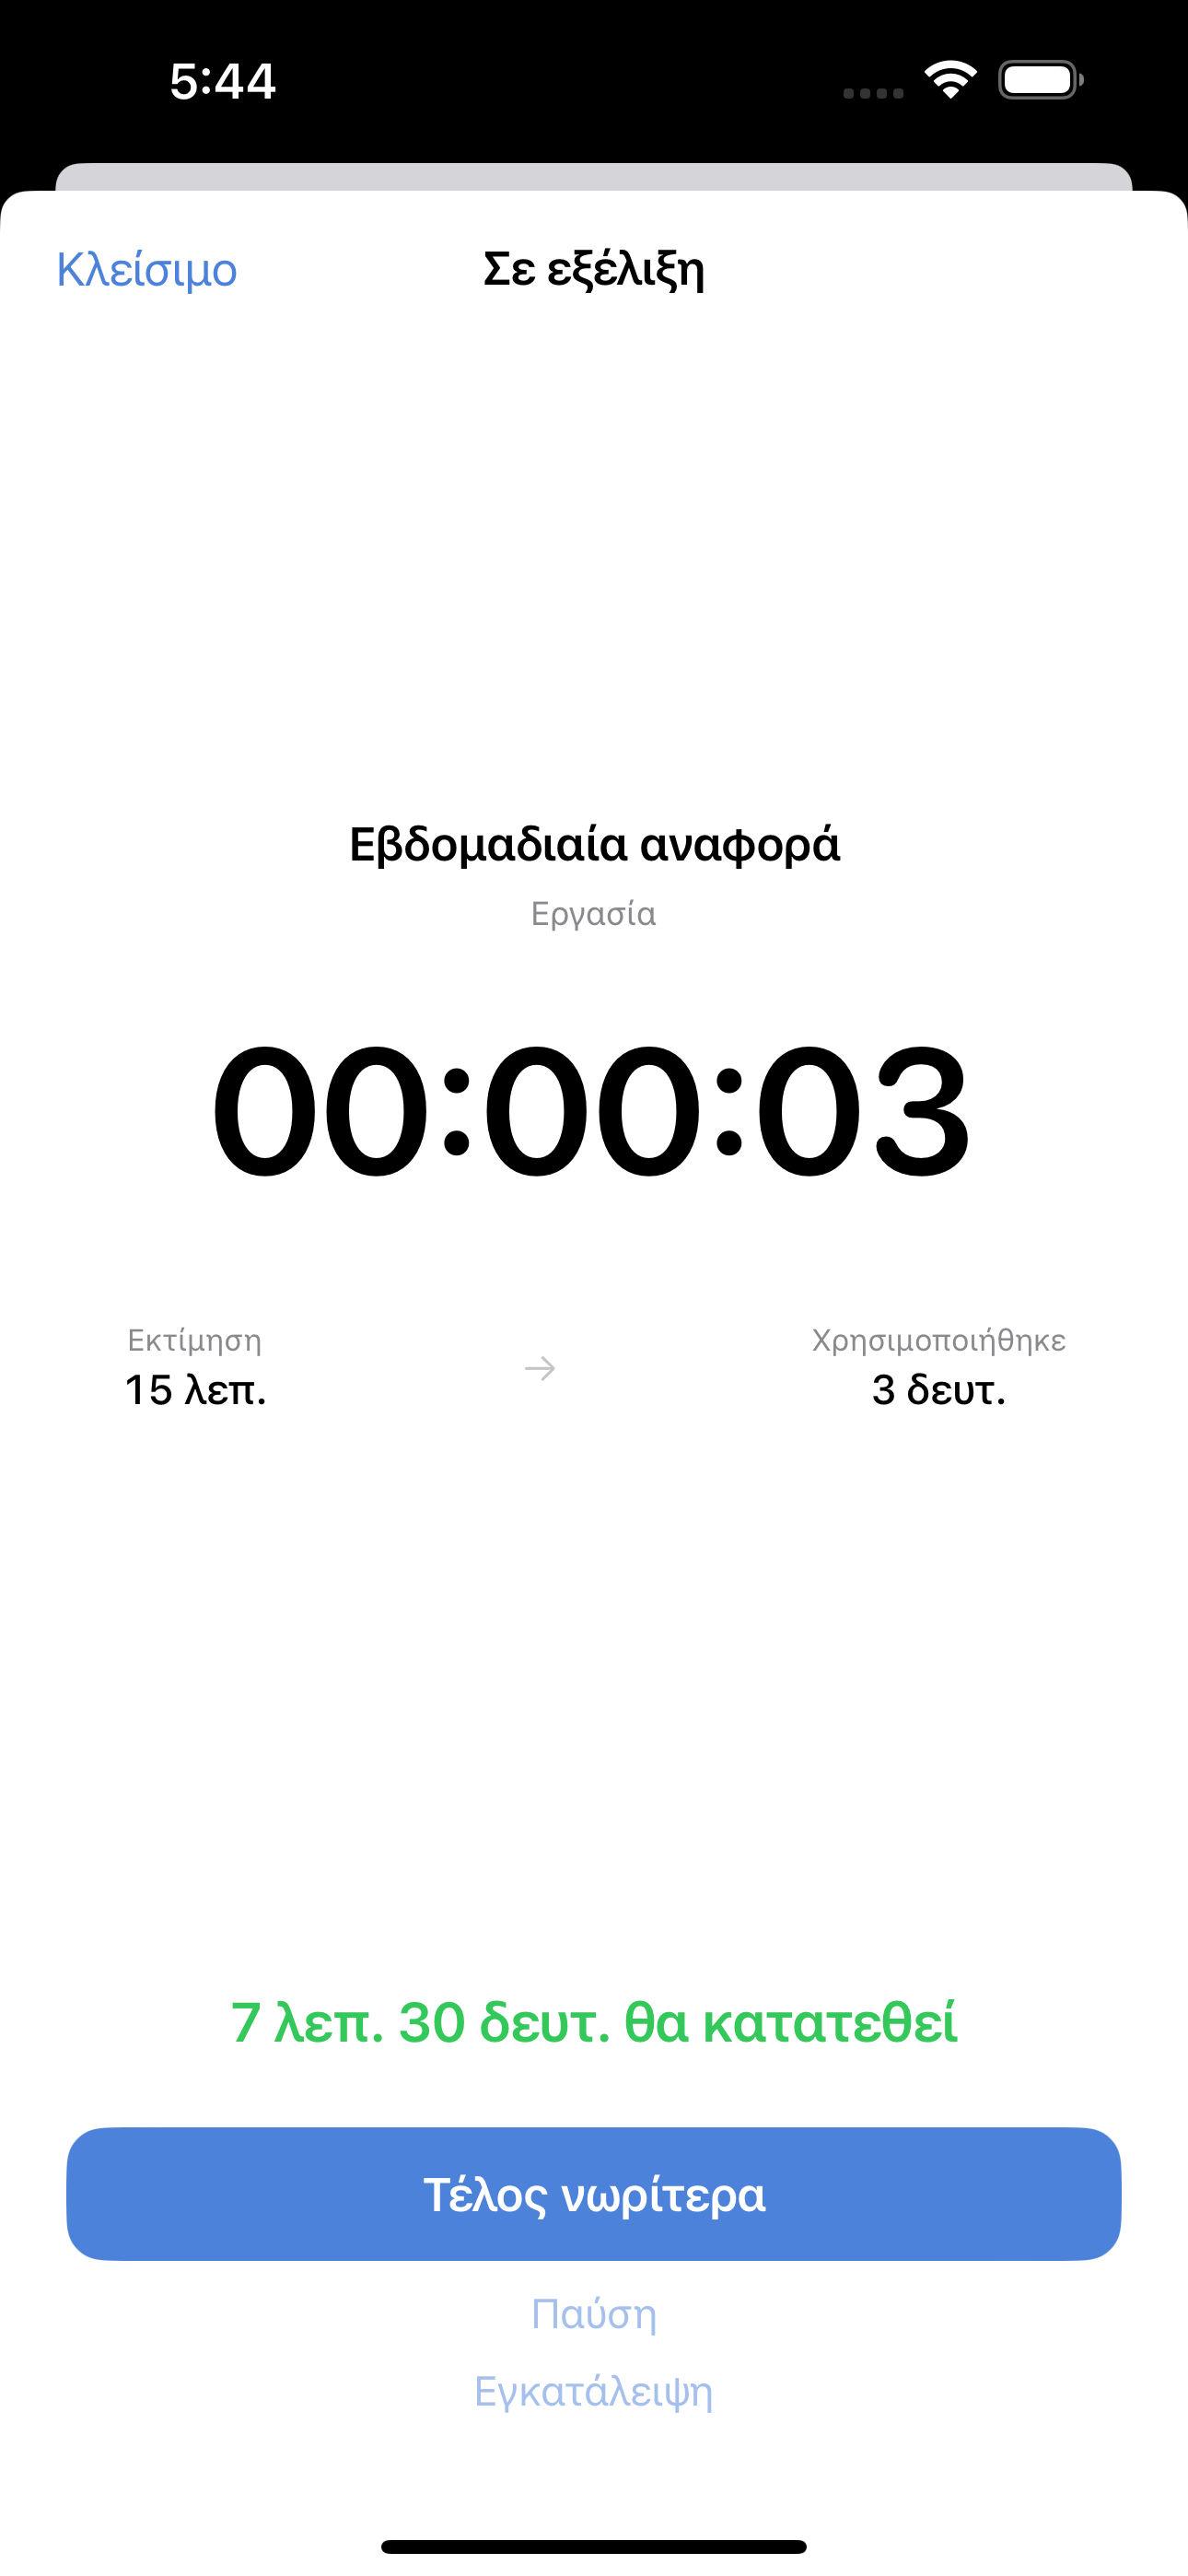 5:44
Κλείσιμο
Σε εξέλιξη
Εβδομαδιαία αναφορά
Εργασία
00:00:03
Εκτίμηση
15 λεπ.
→
Χρησιμοποιήθηκε
3 δευτ.
7 λεπ. 30 δευτ. θα κατατεθεί
Τέλος νωρίτερα
Παύση
Εγκατάλειψη